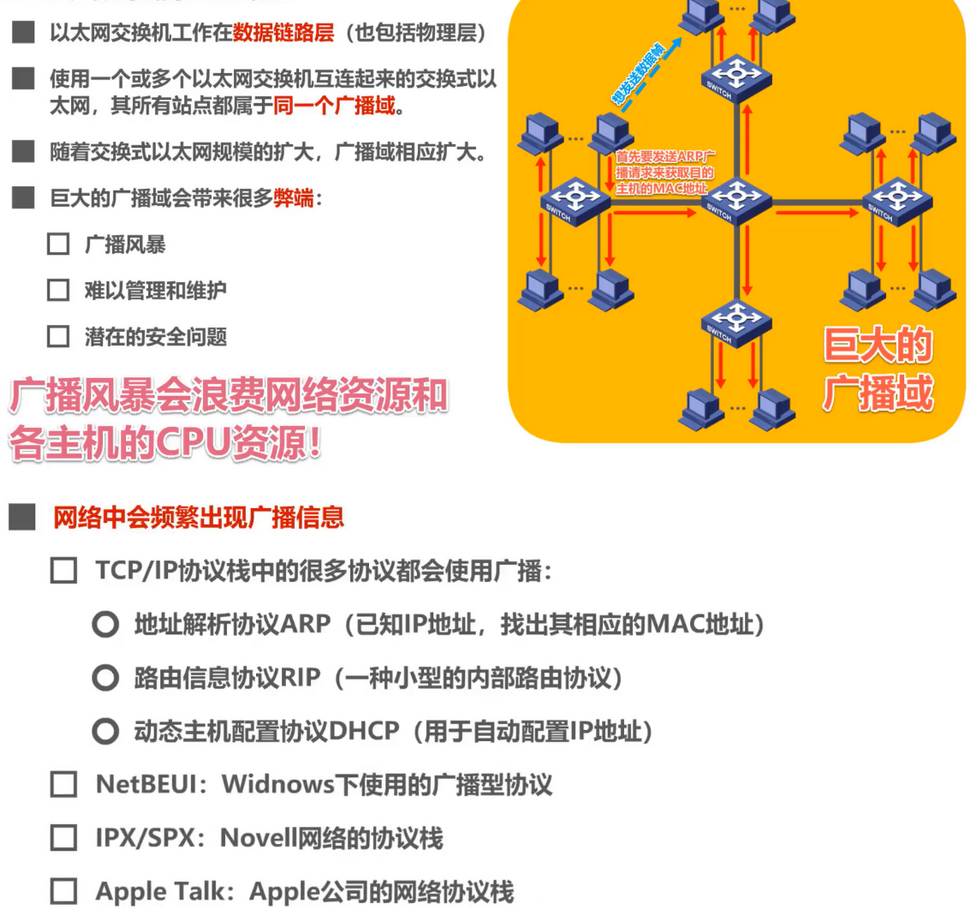 以太网交换机工作在数据链路层（也包括物理层）
使用一个或多个以太网交换机互连起来的交换式以
太网，其所有站点都属于同一个广播域。
随着交换式以太网规模的扩大，广播域相应扩大。
巨大的广播域会带来很多弊端：
广播风暴
难以管理和维护
潜在的安全问题
广播风暴会浪费网络资源和
各主机的CPU资源！
SWITCH
想发送数据帧
首先要发送ARP广
播请求来获取目的
主机的MAC地址
SWITCH
SWITCH
SWITCH
SWITCH
巨大的
广播域
网络中会频繁出现广播信息
TCP/IP协议栈中的很多协议都会使用广播：
地址解析协议ARP（已知IP地址，找出其相应的MAC地址）
路由信息协议RIP（一种小型的内部路由协议）
动态主机配置协议DHCP（用于自动配置IP地址）
NetBEUI：Widnows下使用的广播型协议
IPX/SPX：Novell网络的协议栈
Apple Talk：Apple公司的网络协议栈